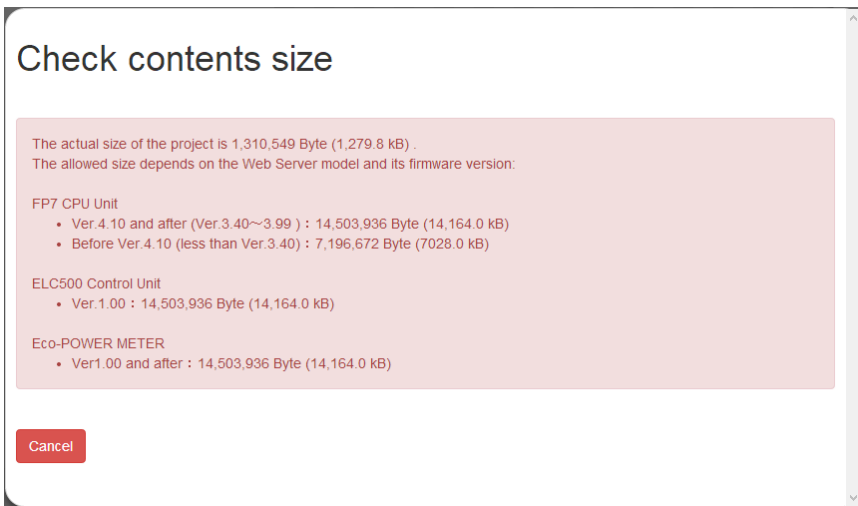 Check contents size
The actual size of the project is 1,310,549 Byte (1,279.8 kB) .
The allowed size depends on the Web Server model and its firmware version:
FP7 CPU Unit
• Ver.4.10 and after (Ver.3.40～3.99 )：14,503,936 Byte (14,164.0 kB)
• Before Ver.4.10 (less than Ver.3.40)：7,196,672 Byte (7028.0 kB)
ELC500 Control Unit
• Ver.1.00：14,503,936 Byte (14,164.0 kB)
Eco-POWER METER
• Ver1.00 and after：14,503,936 Byte (14,164.0 kB)
Cancel